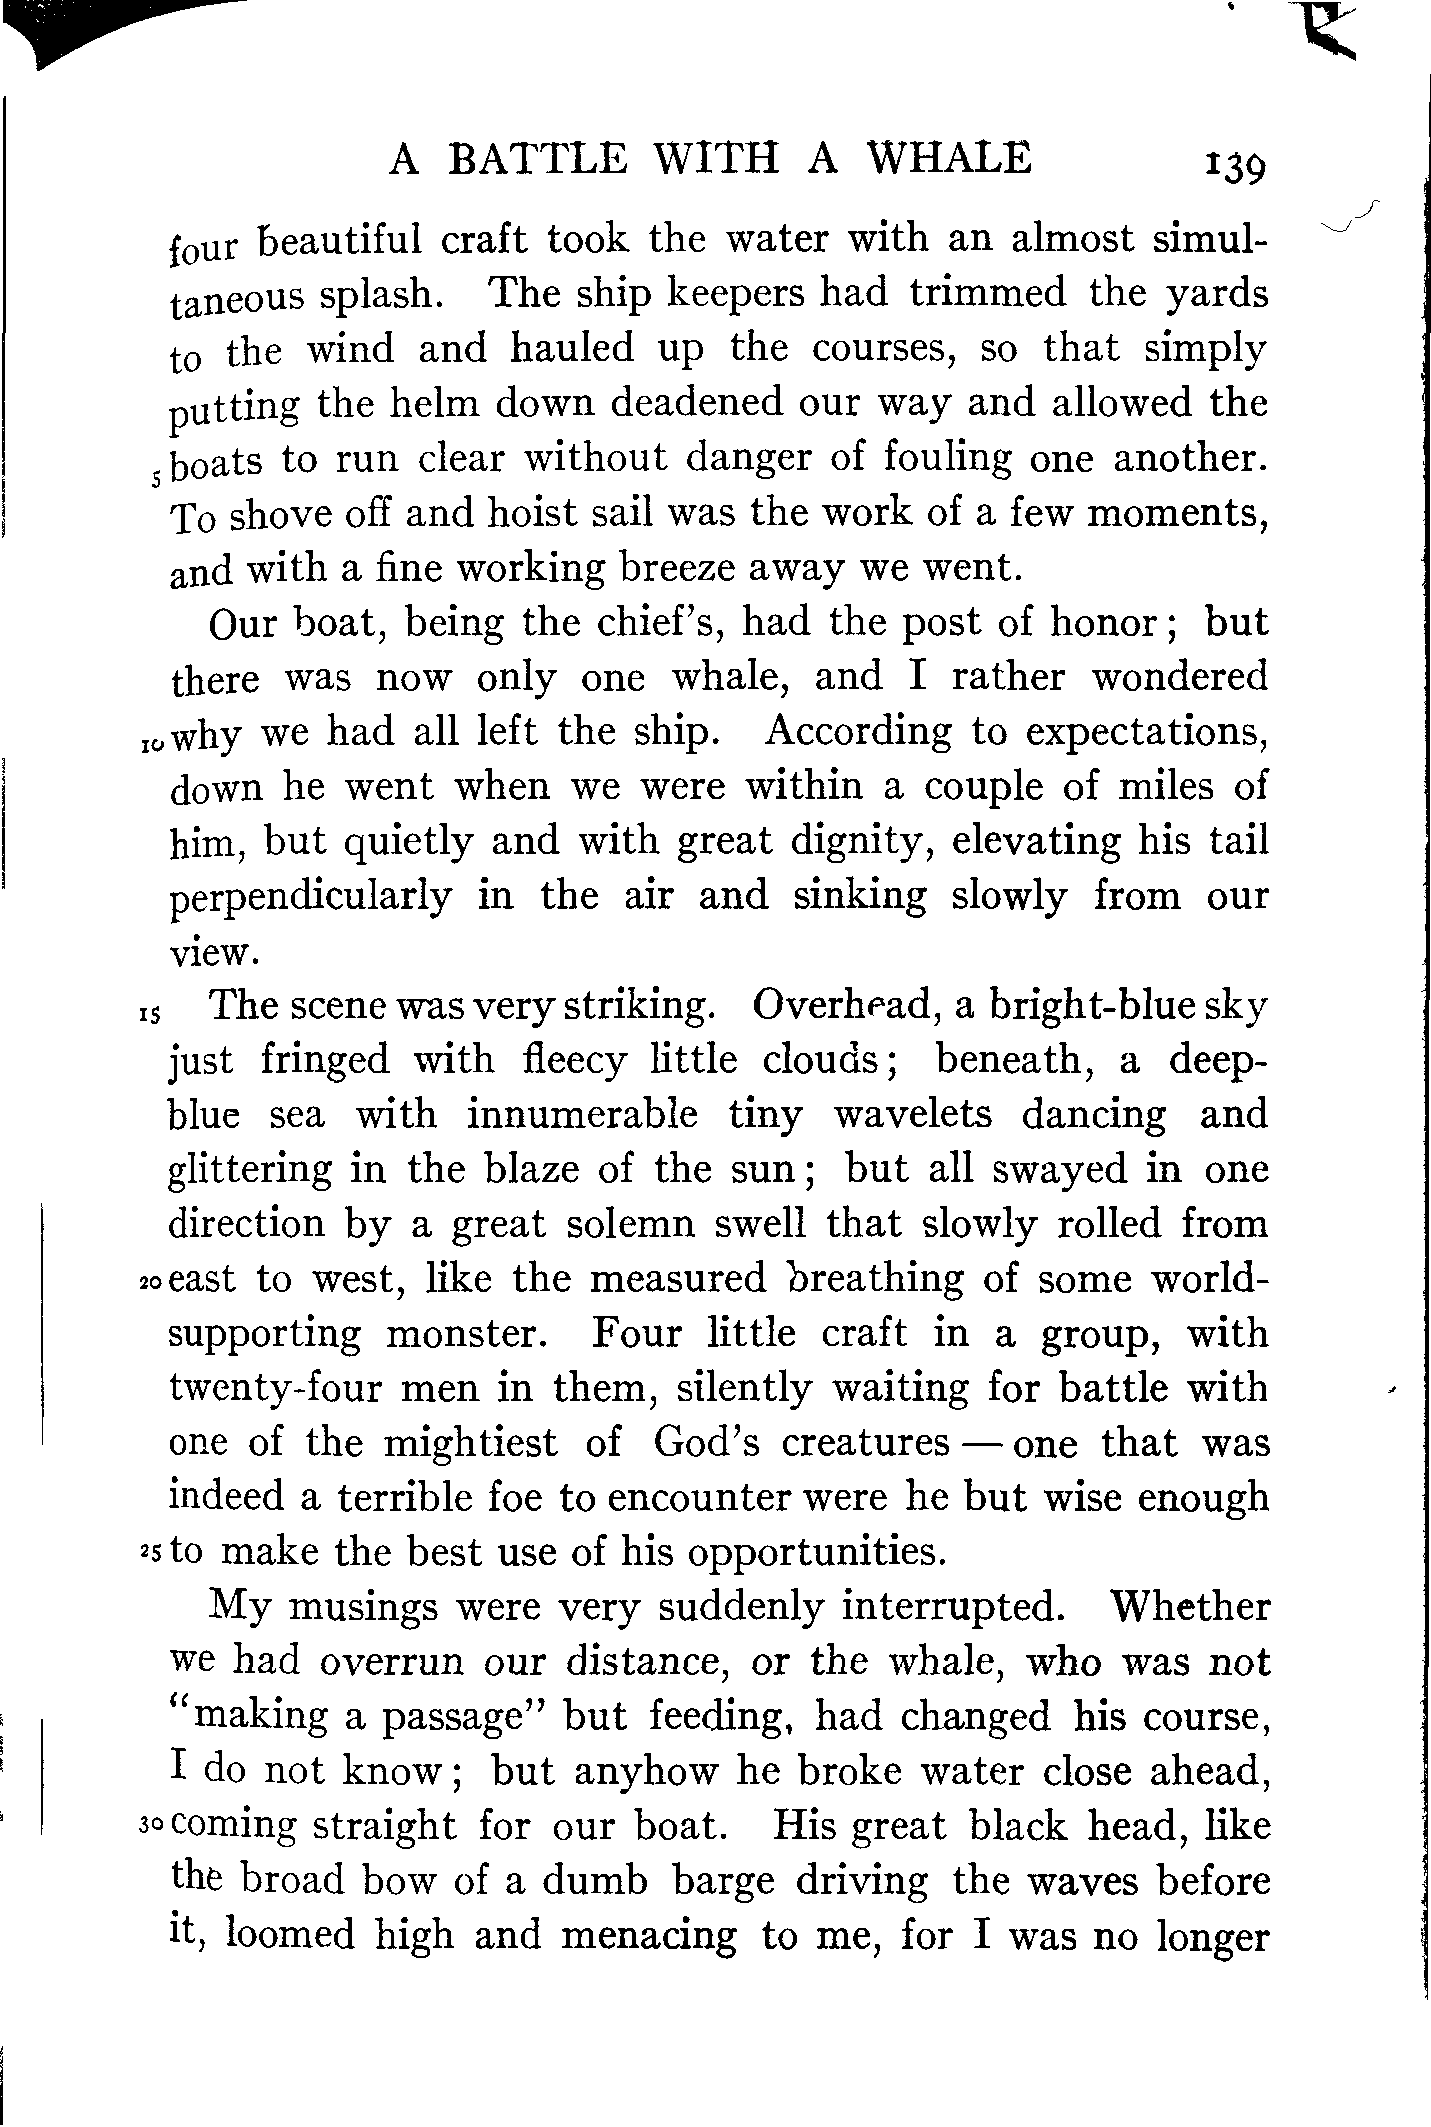 A BATTLE WITH A WHALE 139
four beautiful craft took the water with an almost simul-
taneous splash. The ship keepers had trimmed the yards
to the wind and hauled up the courses, so that simply
putting the helm down deadened our way and allowed the
5 boats to run clear without danger of fouling one another.
To shove off and hoist sail was the work of a few moments,
and with a fine working breeze away we went.
Our boat, being the chief's, had the post of honor; but
there was now only one whale, and I rather wondered
10 why we had all left the ship. According to expectations,
down he went when we were within a couple of miles of
him, but quietly and with great dignity, elevating his tail
perpendicularly in the air and sinking slowly from our
view.
15 The scene was very striking. Overhead, a bright-blue sky
just fringed with fleecy little clouds; beneath, a deep-
blue sea with innumerable tiny wavelets dancing and
glittering in the blaze of the sun; but all swayed in one
direction by a great solemn swell that slowly rolled from
20 east to west, like the measured breathing of some world-
supporting monster. Four little craft in a group, with
twenty-four men in them, silently waiting for battle with
one of the mightiest of God's creatures — one that was
indeed a terrible foe to encounter were he but wise enough
25 to make the best use of his opportunities.
My musings were very suddenly interrupted. Whether
we had overrun our distance, or the whale, who was not
"making a passage" but feeding, had changed his course,
I do not know; but anyhow he broke water close ahead,
30 coming straight for our boat. His great black head, like
the broad bow of a dumb barge driving the waves before
it, loomed high and menacing to me, for I was no longer